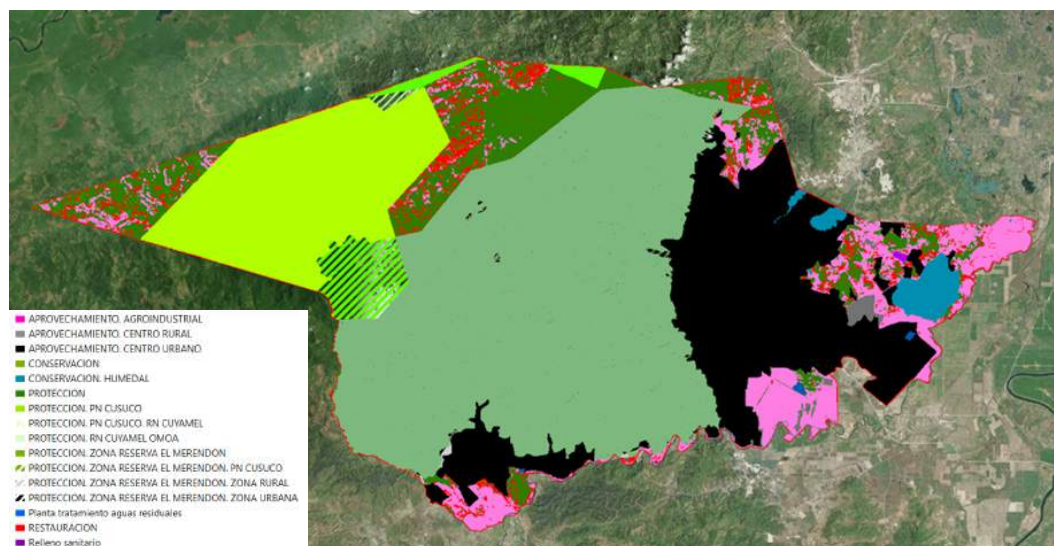 APROVECHAMIENTO. AGROINDUSTRIAL
APROVECHAMIENTO. CENTRO RURAL
APROVECHAMIENTO. CENTRO URBANO
CONSERVACION
CONSERVACION. HUMEDAL
PROTECCION
PROTECCION. PN CUSUCO
PROTECCION. PN CUSUCO. RN CUYAMEL
PROTECCION. RN CUYAMEL OMOA
PROTECCION. ZONA RESERVA EL MERENDON
PROTECCION. ZONA RESERVA EL MERENDON. PN CUSUCO
PROTECCION. ZONA RESERVA EL MERENDON. ZONA RURAL
PROTECCION. ZONA RESERVA EL MERENDON. ZONA URBANA
Planta tratamiento aguas residuales
RESTAURACION
Relleno sanitario